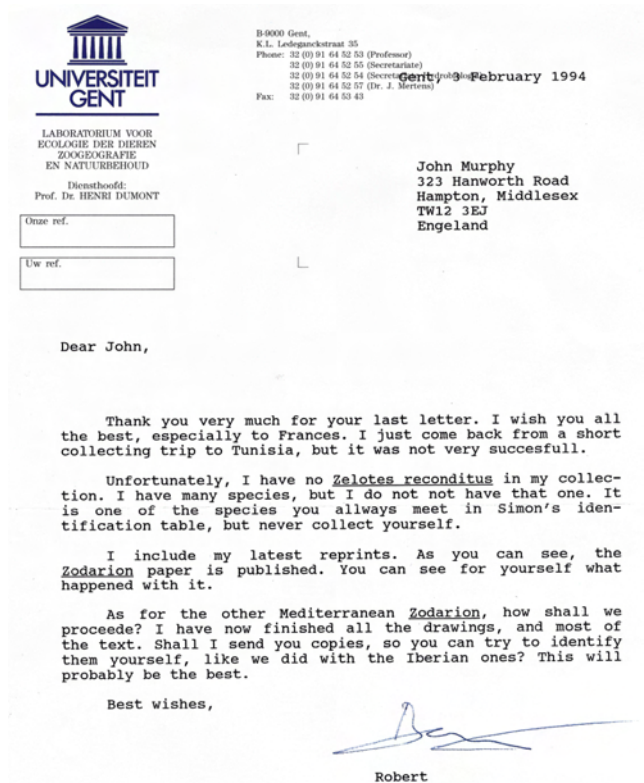 UNIVERSITEIT
GENT
LABORATORIUM VOOR
ECOLOGIE DER DIEREN
ZOOGEOGRAFIE
EN NATUURBEHOUD
Diensthoofd:
Prof. Dr. HENRI DUMONT
Onze ref.
Uw ref.
B-9000 Gent,
K.L. Ledeganckstraat 35
Phone: 32 (0) 91 64 52 53 (Professor)
32 (0) 91 64 52 55 (Secretariate)
32 (0) 91 64 52 54
32 (0) 91 64 52 57 (Dr. J. Mertens)
Fax: 32 (0) 91 64 53 43
Gent, 3 February 1994
John Murphy
323 Hanworth Road
Hampton, Middlesex
TW12 3EJ
Engeland
Dear John,
Thank you very much for your last letter. I wish you all
the best, especially to Frances. I just come back from a short
collecting trip to Tunisia, but it was not very succesfull.
Unfortunately, I have no Zelotes reconditus in my collec-
tion. I have many species, but I do not not have that one. It
is one of the species you allways meet in Simon's iden-
tification table, but never collect yourself.
I include my latest reprints. As you can see, the
Zodarion paper is published. You can see for yourself what
happened with it.
As for the other Mediterranean Zodarion, how shall we
proceede? I have now finished all the drawings, and most of
the text. Shall I send you copies, so you can try to identify
them yourself, like we did with the Iberian ones? This will
probably be the best.
Best wishes,
Robert